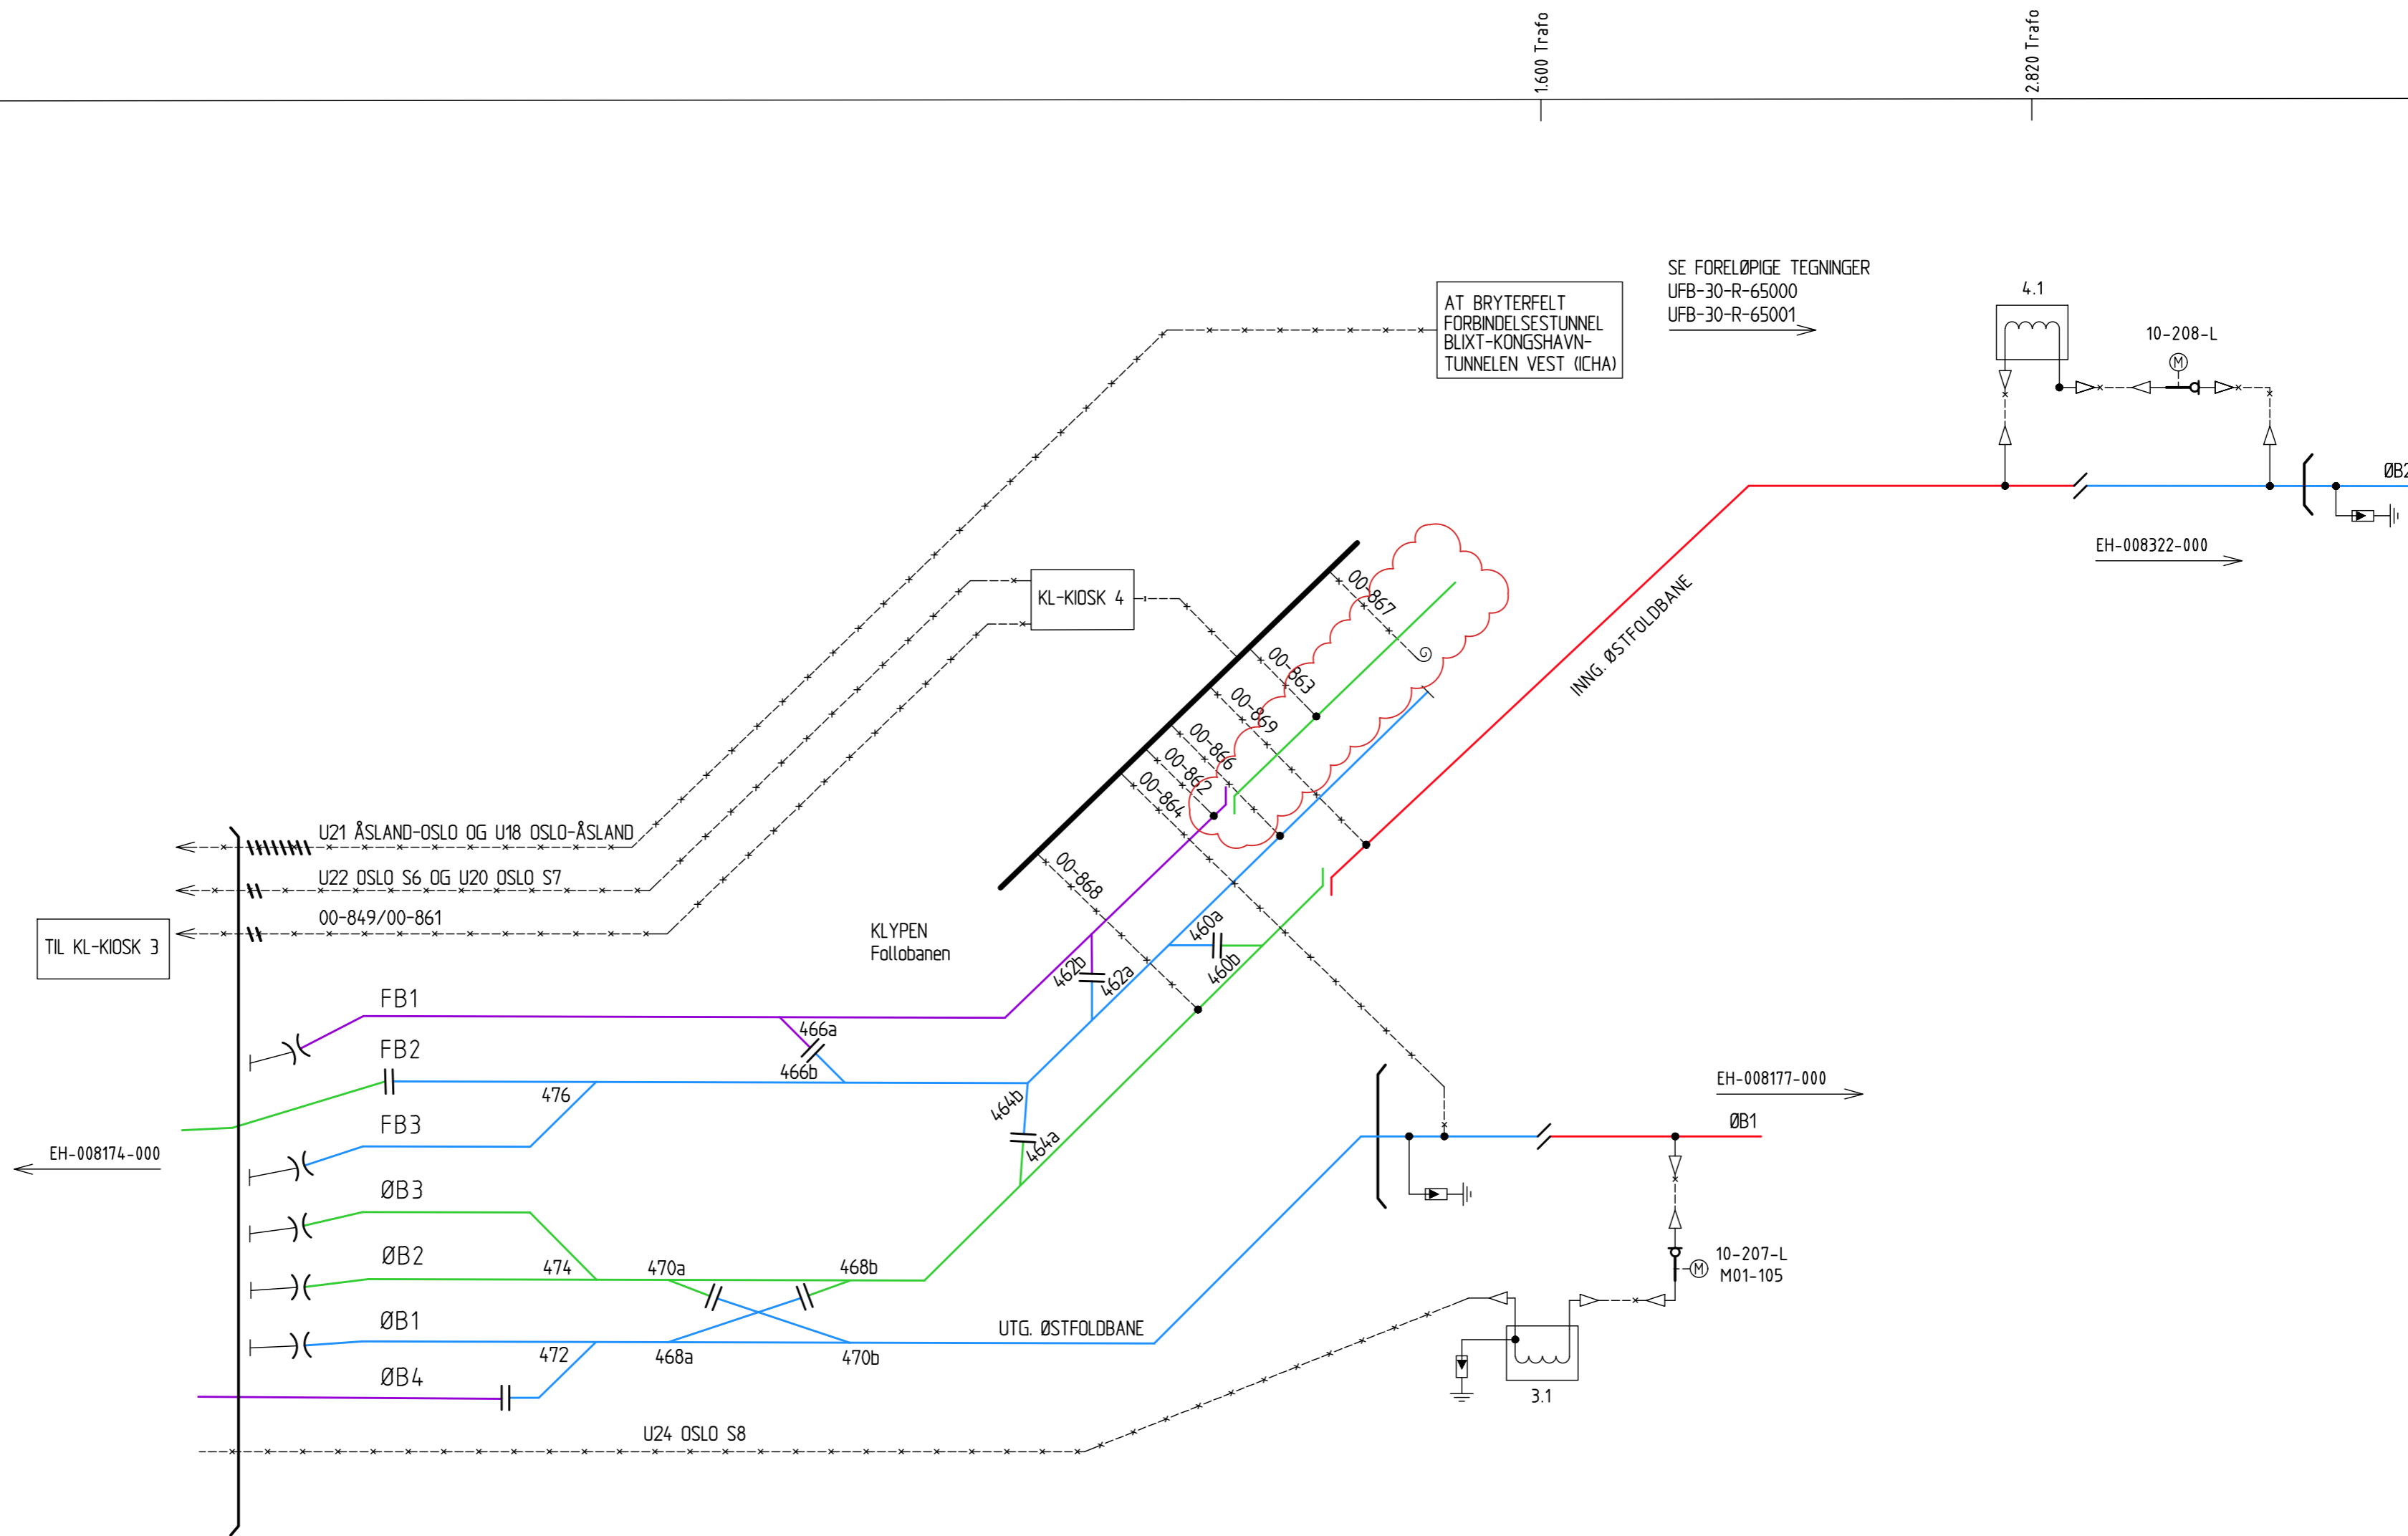 1.600 Trafo
2.820 Trafo
SE FORELØPIGE TEGNINGER
UFB-30-R-65000
UFB-30-R-65001
AT BRYTERFELT
FORBINDELSESTUNNEL
BLIXT-KONGSHAVN-
TUNNELEN VEST (ICHA)
4.1
10-208-L
M
ØB2
EH-008322-000
INNG. ØSTFOLDBANE
KL-KIOSK 4
00-867
00-863
00-869
00-866
00-862
00-864
00-868
U21 ÅSLAND-OSLO OG U18 OSLO-ÅSLAND
U22 OSLO S6 OG U20 OSLO S7
00-849/00-861
TIL KL-KIOSK 3
KLYPEN
Follobanen
460a
460b
462b
462a
FB1
466a
FB2
466b
476
464b
464a
FB3
EH-008174-000
EH-008177-000
ØB1
ØB3
ØB2
474
470a
468b
10-207-L
M
M01-105
ØB1
UTG. ØSTFOLDBANE
472
468a
470b
ØB4
3.1
U24 OSLO S8